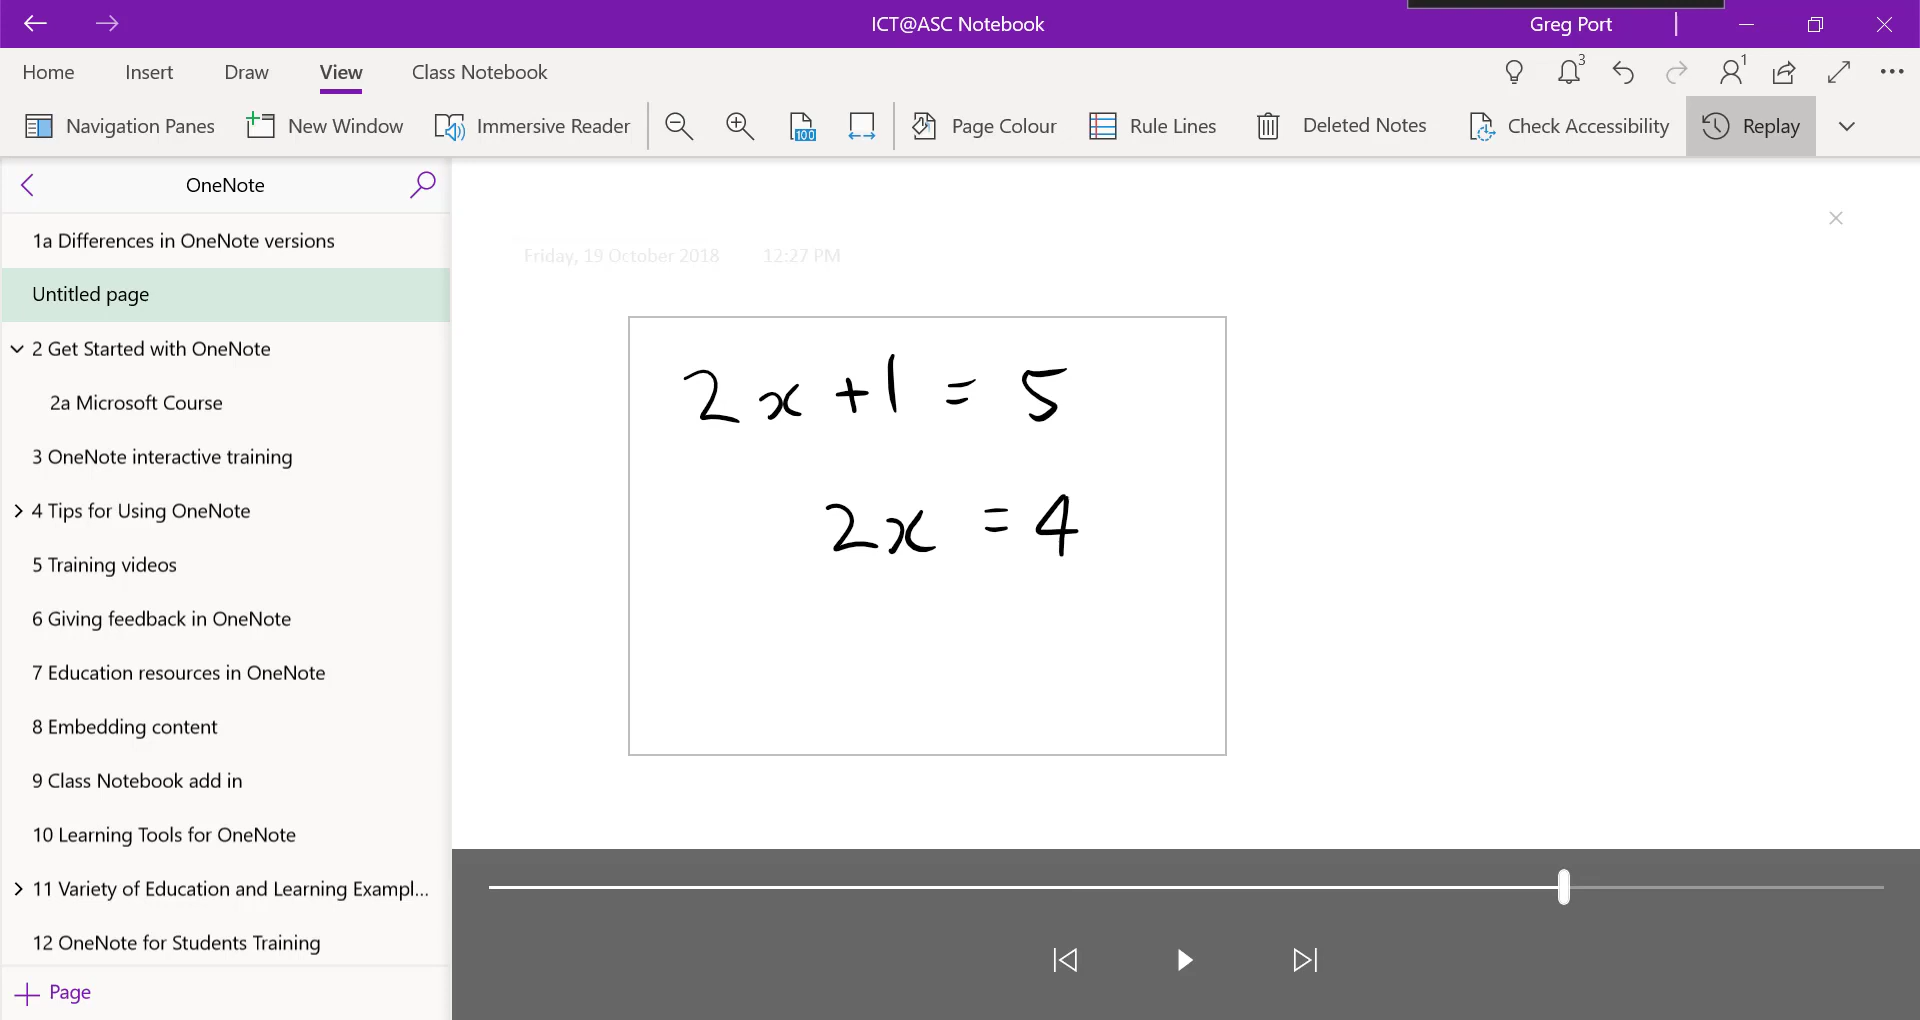 ICT@ASC Notebook
Greg Port
Home Insert Draw View Class Notebook
3 1
Navigation Panes New Window Immersive Reader 100 Page Colour Rule Lines Deleted Notes Check Accessibility Replay
OneNote
1a Differences in OneNote versions
Untitled page
2 Get Started with OneNote
2a Microsoft Course
3 OneNote interactive training
4 Tips for Using OneNote
5 Training videos
6 Giving feedback in OneNote
7 Education resources in OneNote
8 Embedding content
9 Class Notebook add in
10 Learning Tools for OneNote
11 Variety of Education and Learning Exampl...
12 OneNote for Students Training
Page
Friday, 19 October 2018 12:27 PM
2x + 1 = 5
2x = 4